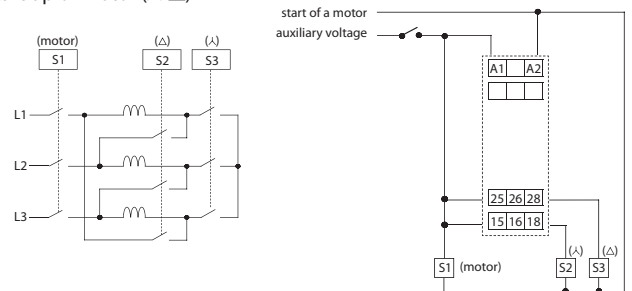 start of a motor
auxiliary voltage
(motor) (△) (⅄)
S1 S2 S3
L1
L2
L3
A1 A2
25 26 28
15 16 18
(⅄) (△)
S1 (motor) S2 S3